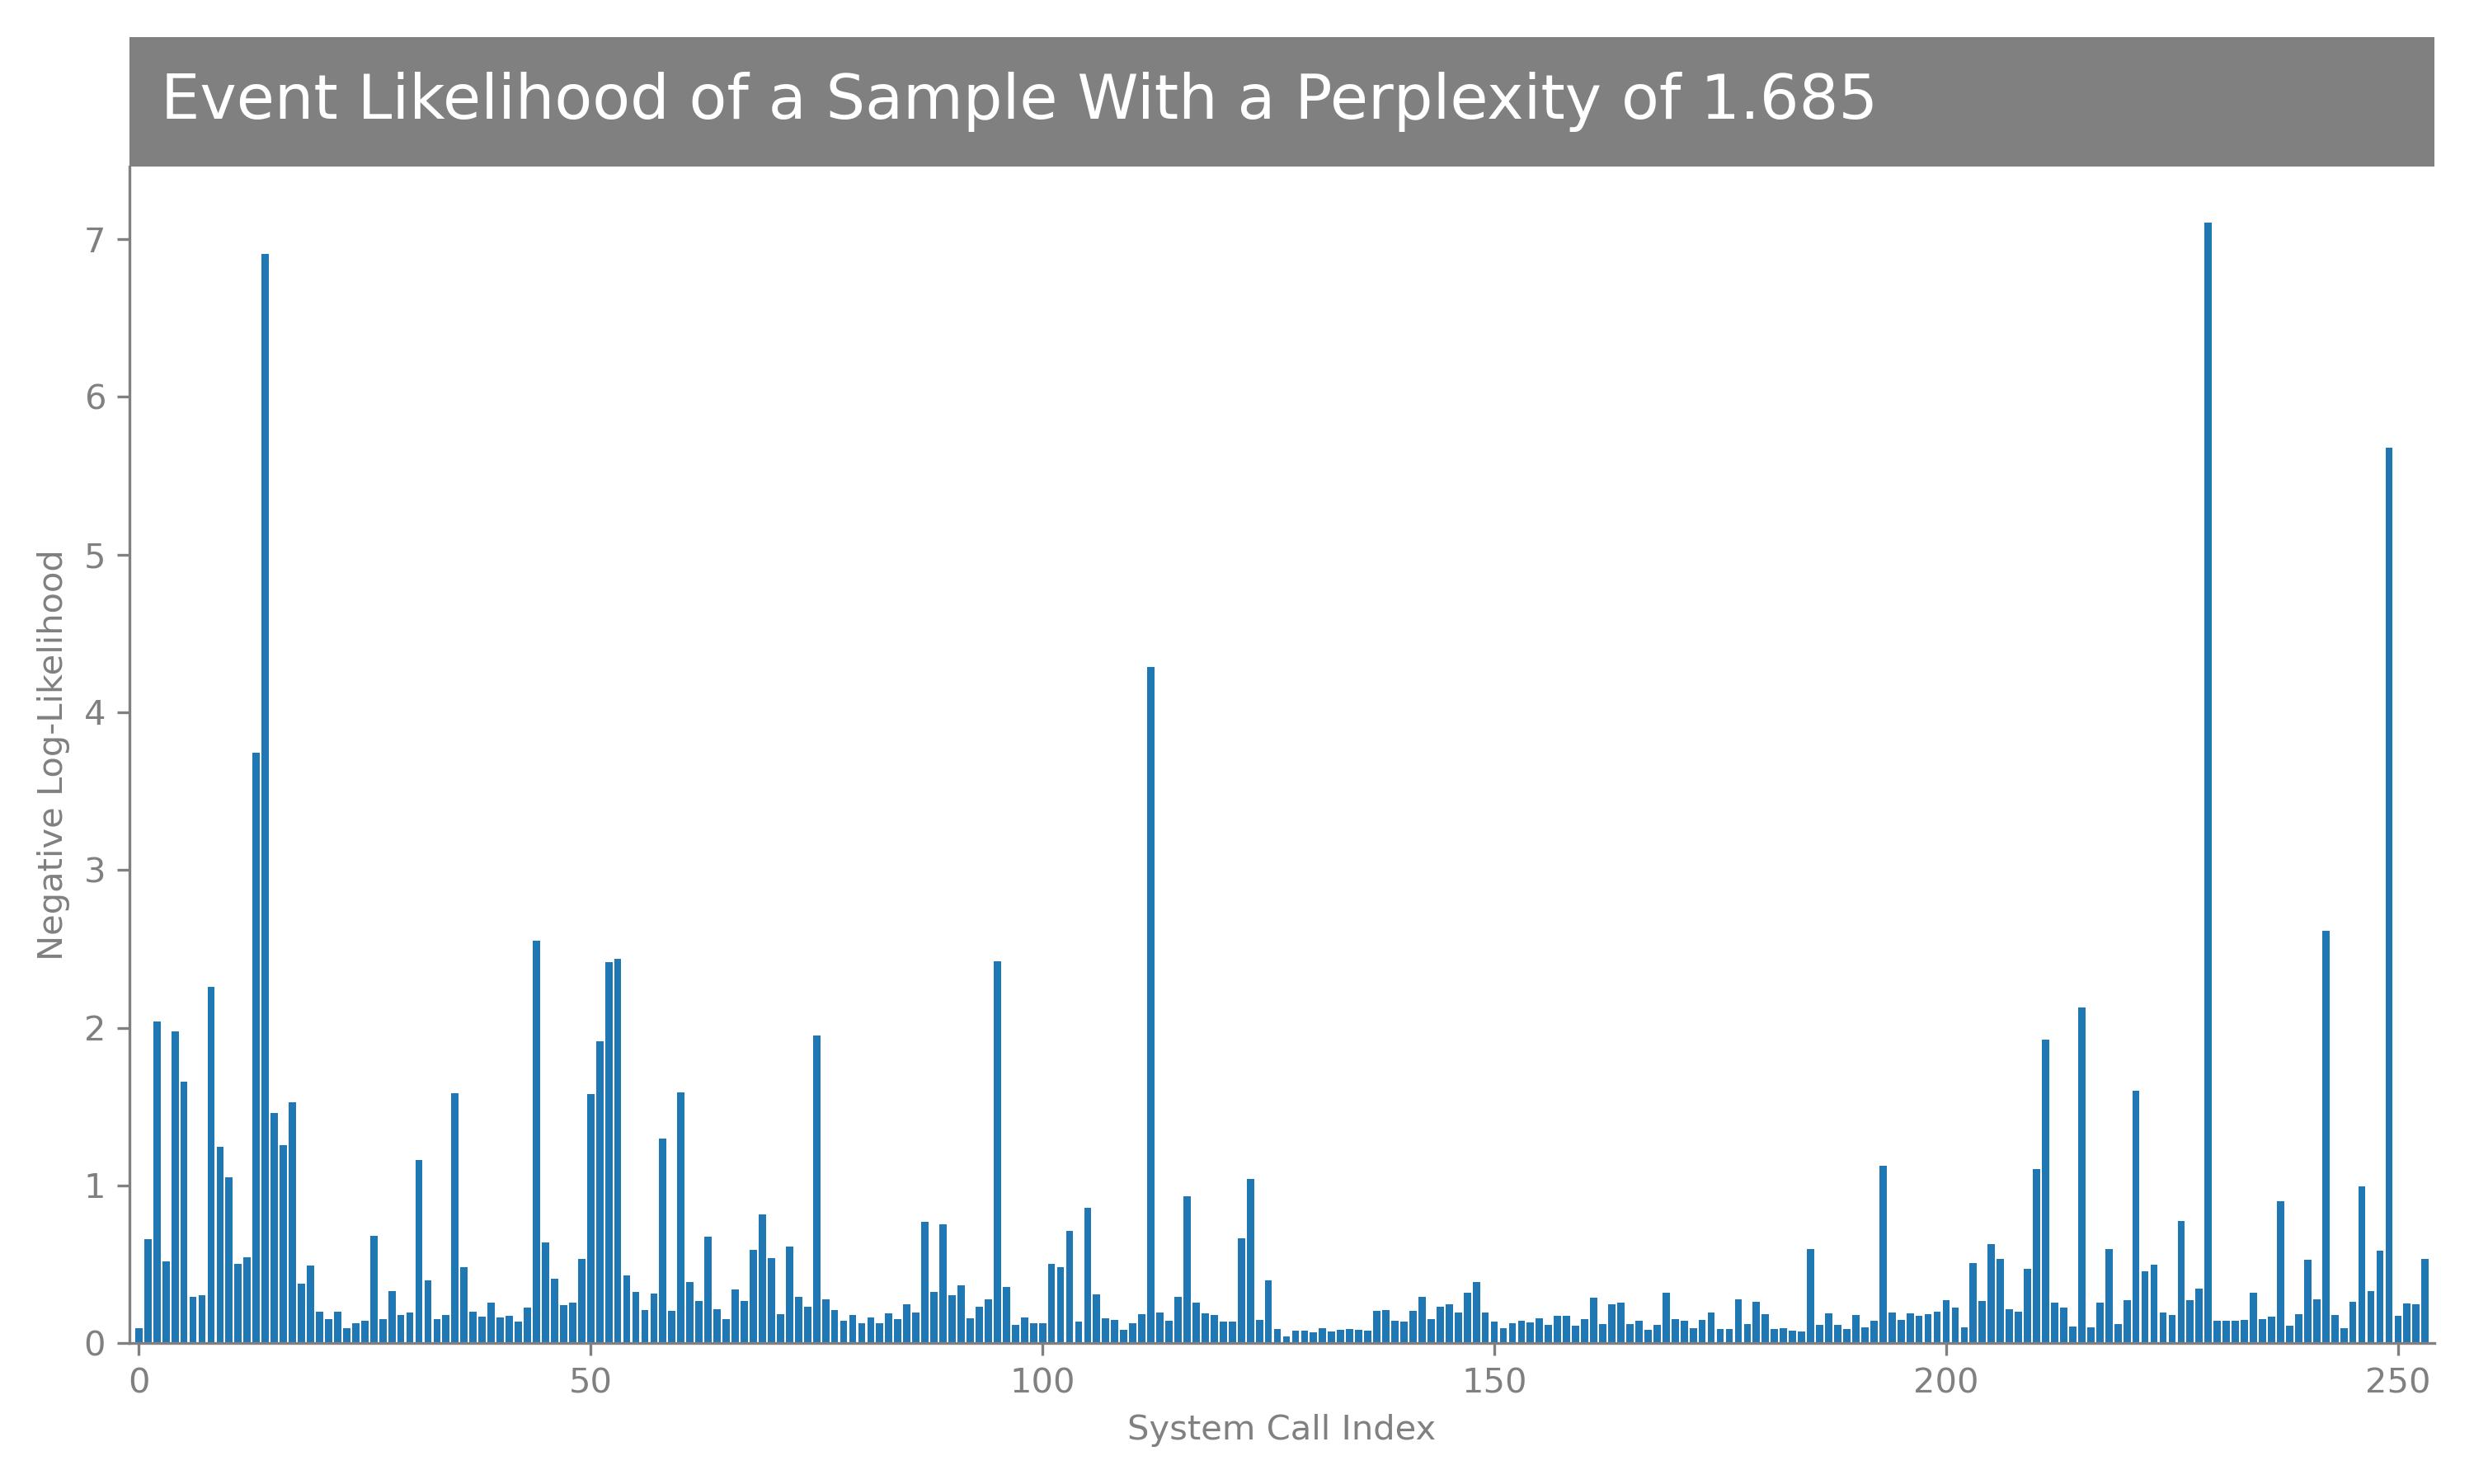 Event Likelihood of a Sample With a Perplexity of 1.685
7
6
5
4
3
2
1
0
Negative Log-Likelihood
0 50 100 150 200 250
System Call Index